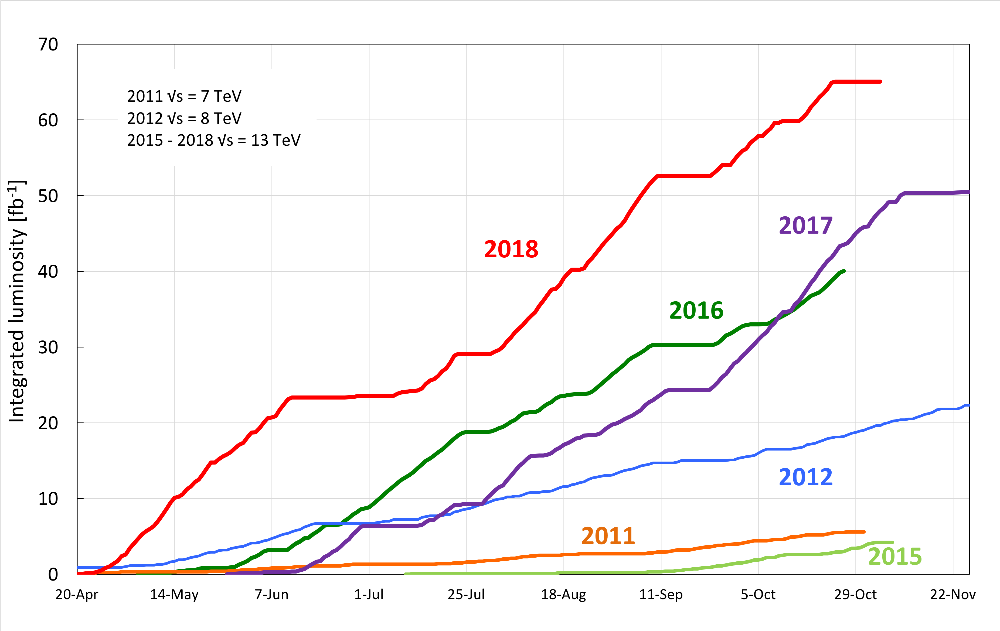 70
60
50
40
30
20
10
0
Integrated luminosity [fb⁻¹]
2011 √s = 7 TeV
2012 √s = 8 TeV
2015 - 2018 √s = 13 TeV
2018
2017
2016
2012
2011
2015
20-Apr 14-May 7-Jun 1-Jul 25-Jul 18-Aug 11-Sep 5-Oct 29-Oct 22-Nov